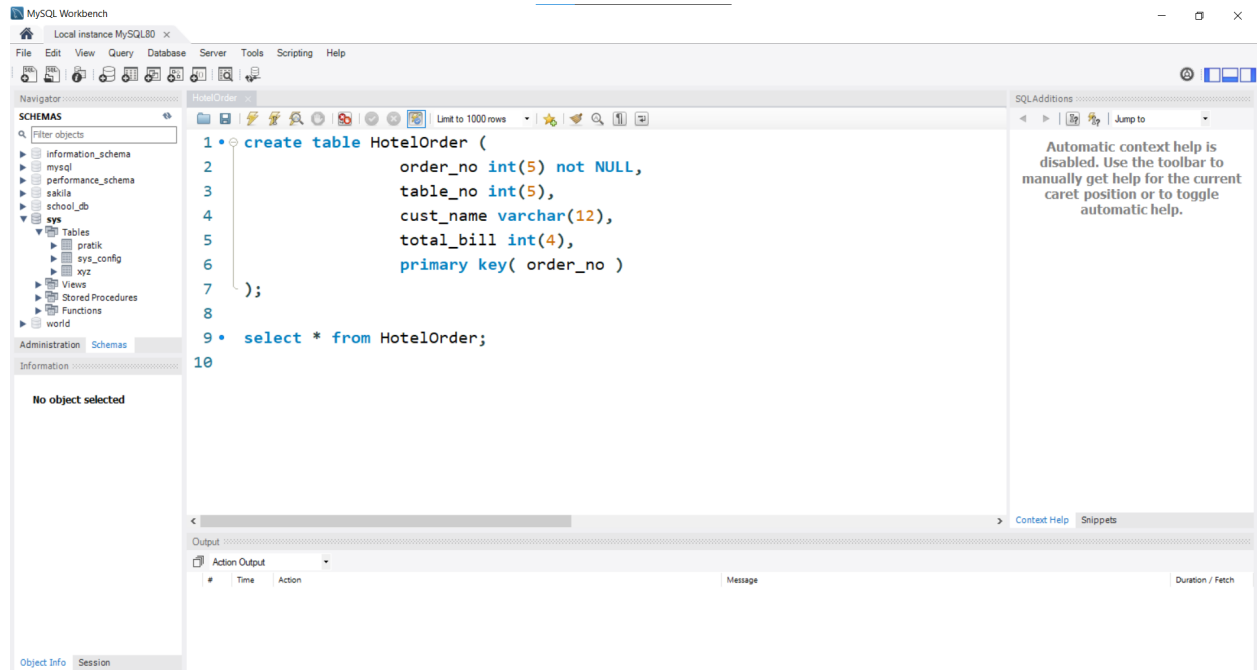 MySQL Workbench
Local instance MySQL80
File Edit View Query Database Server Tools Scripting Help
Navigator
SCHEMAS
Filter objects
information_schema
mysql
performance_schema
sakila
school_db
sys
Tables
pratik
sys_config
xyz
Views
Stored Procedures
Functions
world
Administration Schemas
Information
No object selected
Object Info Session
HotelOrder
Limit to 1000 rows
1 create table HotelOrder (
2 order_no int(5) not NULL,
3 table_no int(5),
4 cust_name varchar(12),
5 total_bill int(4),
6 primary key( order_no )
7 );
8
9 select * from HotelOrder;
10
Output
Action Output
# Time Action Message Duration / Fetch
SQLAdditions
Jump to
Automatic context help is
disabled. Use the toolbar to
manually get help for the current
caret position or to toggle
automatic help.
Context Help Snippets